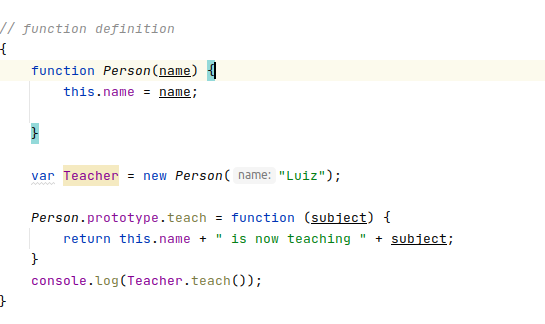 // function definition
{
    function Person(name) {
        this.name = name;
    }
    var Teacher = new Person( name: "Luiz");
    Person.prototype.teach = function (subject) {
        return this.name + " is now teaching " + subject;
    }
    console.log(Teacher.teach());
}